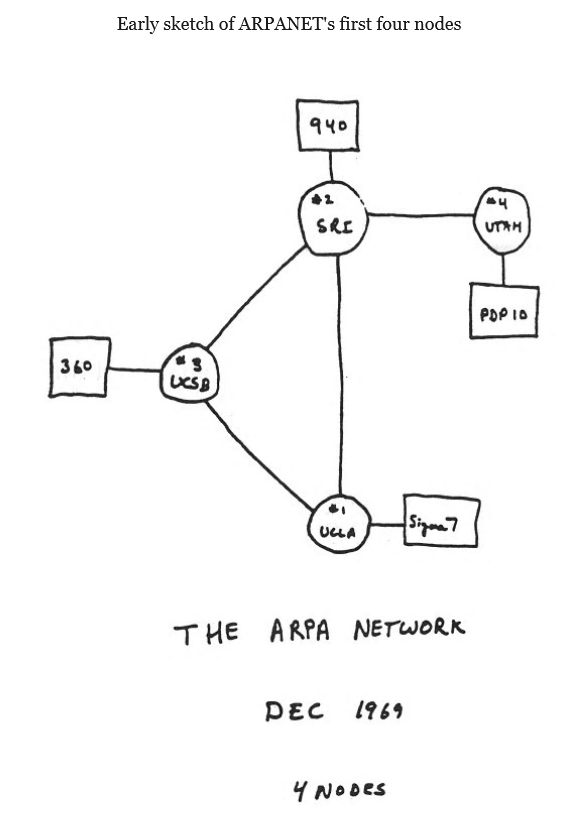 Early sketch of ARPANET's first four nodes
940
#2
SRI
#4
UTAH
PDP 10
360
#3
UCSB
#1
UCLA
Sigma 7
THE ARPA NETWORK
DEC 1969
4 NODES